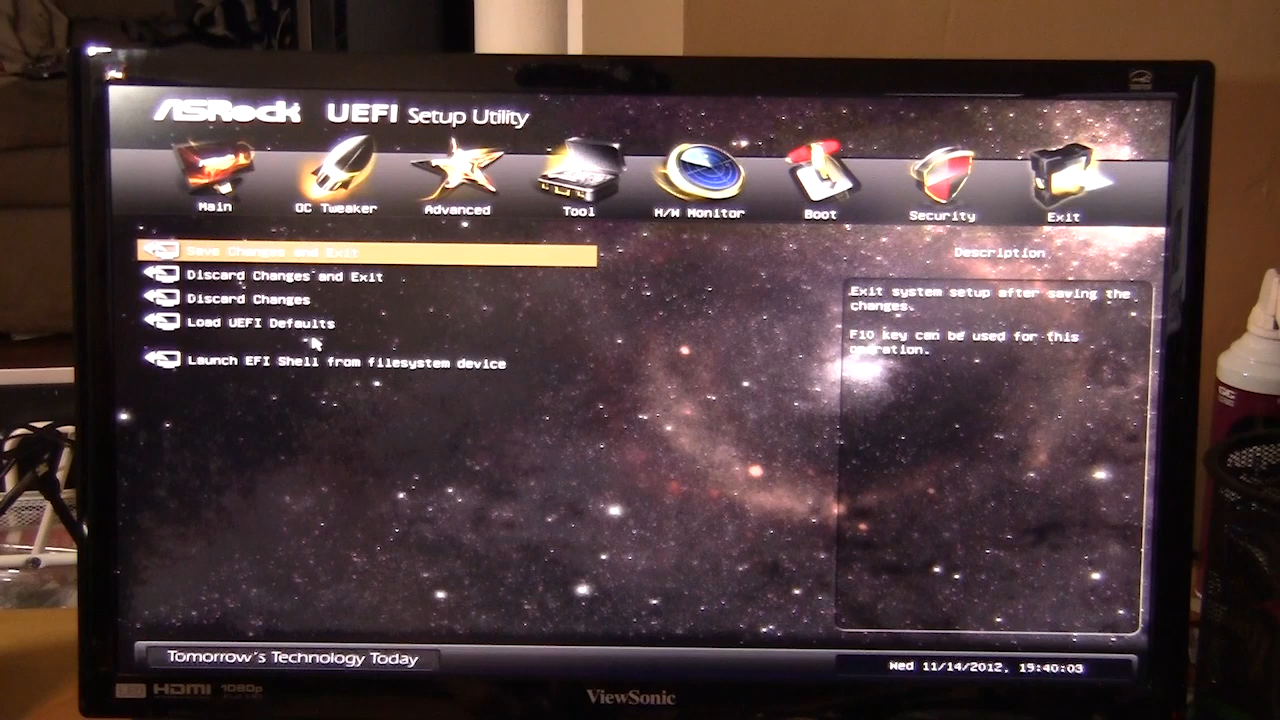 ASRock UEFI Setup Utility
Main OC Tweaker Advanced Tool H/W Monitor Boot Security Exit
Save Changes and Exit
Discard Changes and Exit
Discard Changes
Load UEFI Defaults
Launch EFI Shell from filesystem device
Description
Exit system setup after saving the
changes.
F10 key can be used for this
operation.
Tomorrow's Technology Today
Wed 11/14/2012, 19:40:03
LED HDMI 1080p
ViewSonic